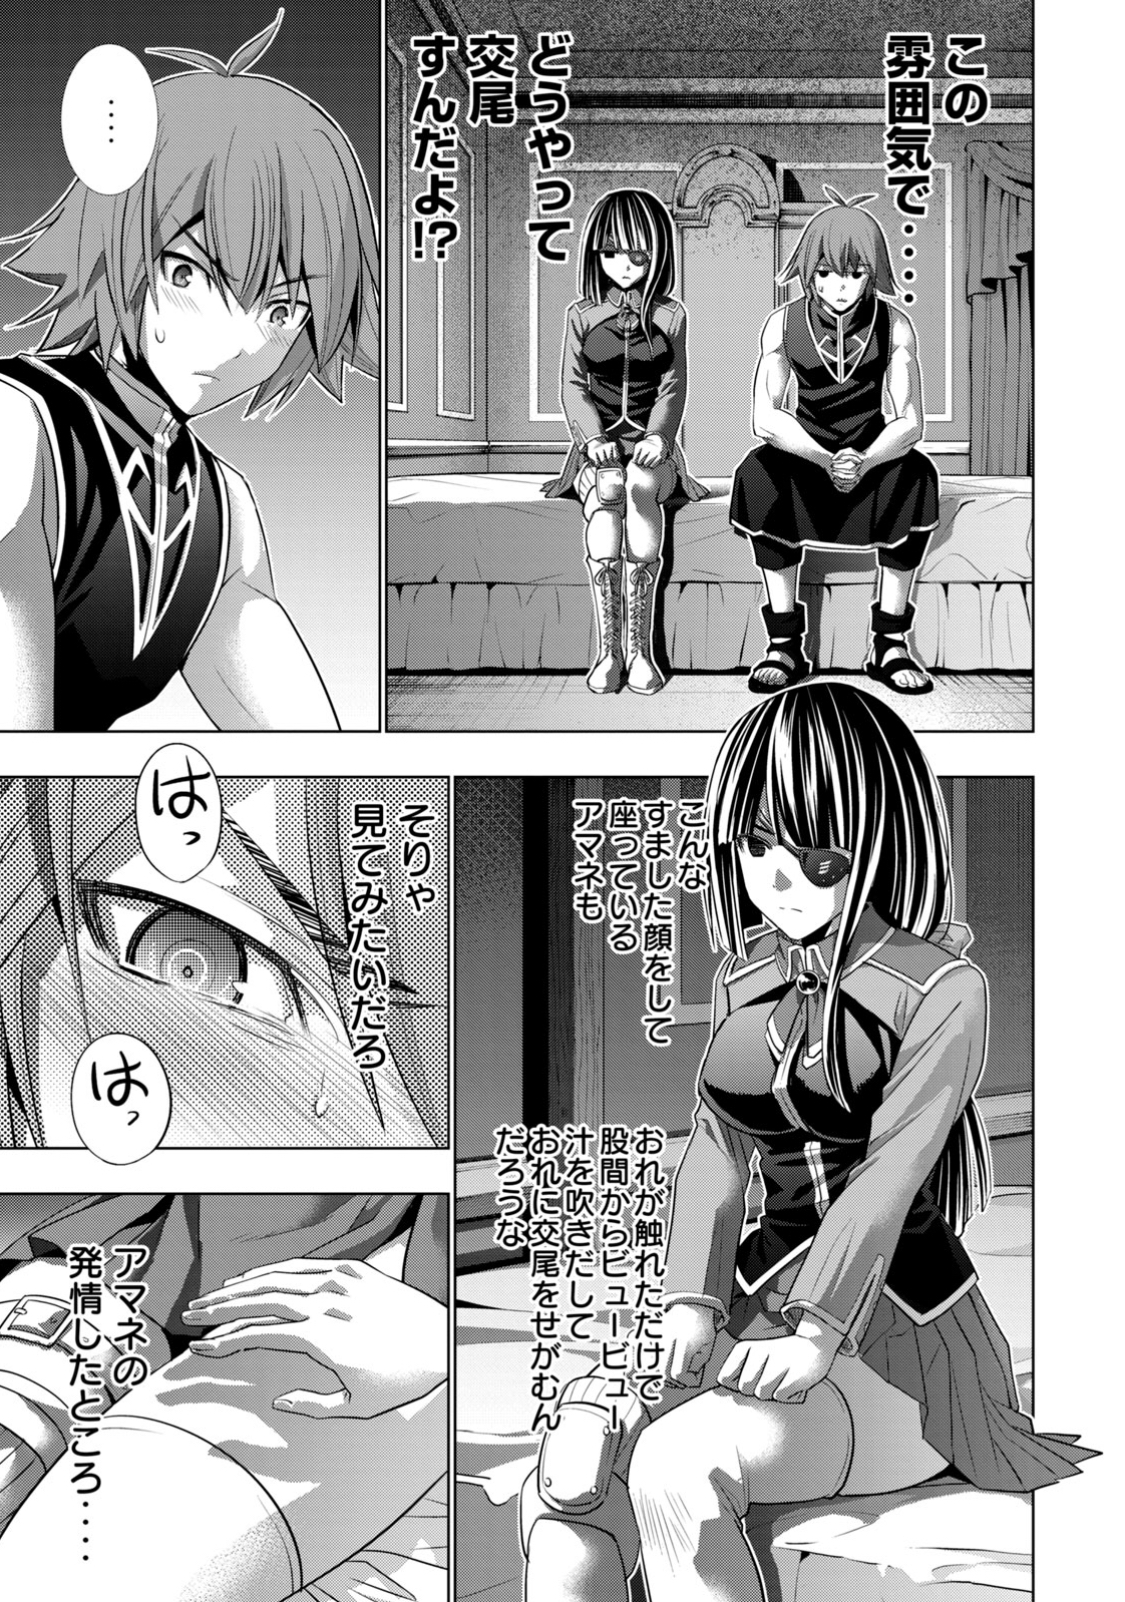 この
雰囲気で‥‥
どうやって
交尾
すんだよ!?
‥‥
こんな
すました顔をして
座っている
アマネも
おれが触れただけで
股間からビュービュー
汁を吹きだして
おれに交尾をせがむん
だろうな
そりゃ
見てみたいだろ
はっ
はっ
アマネの
発情したところ‥‥